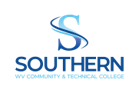 S
SOUTHERN
WV COMMUNITY & TECHNICAL COLLEGE